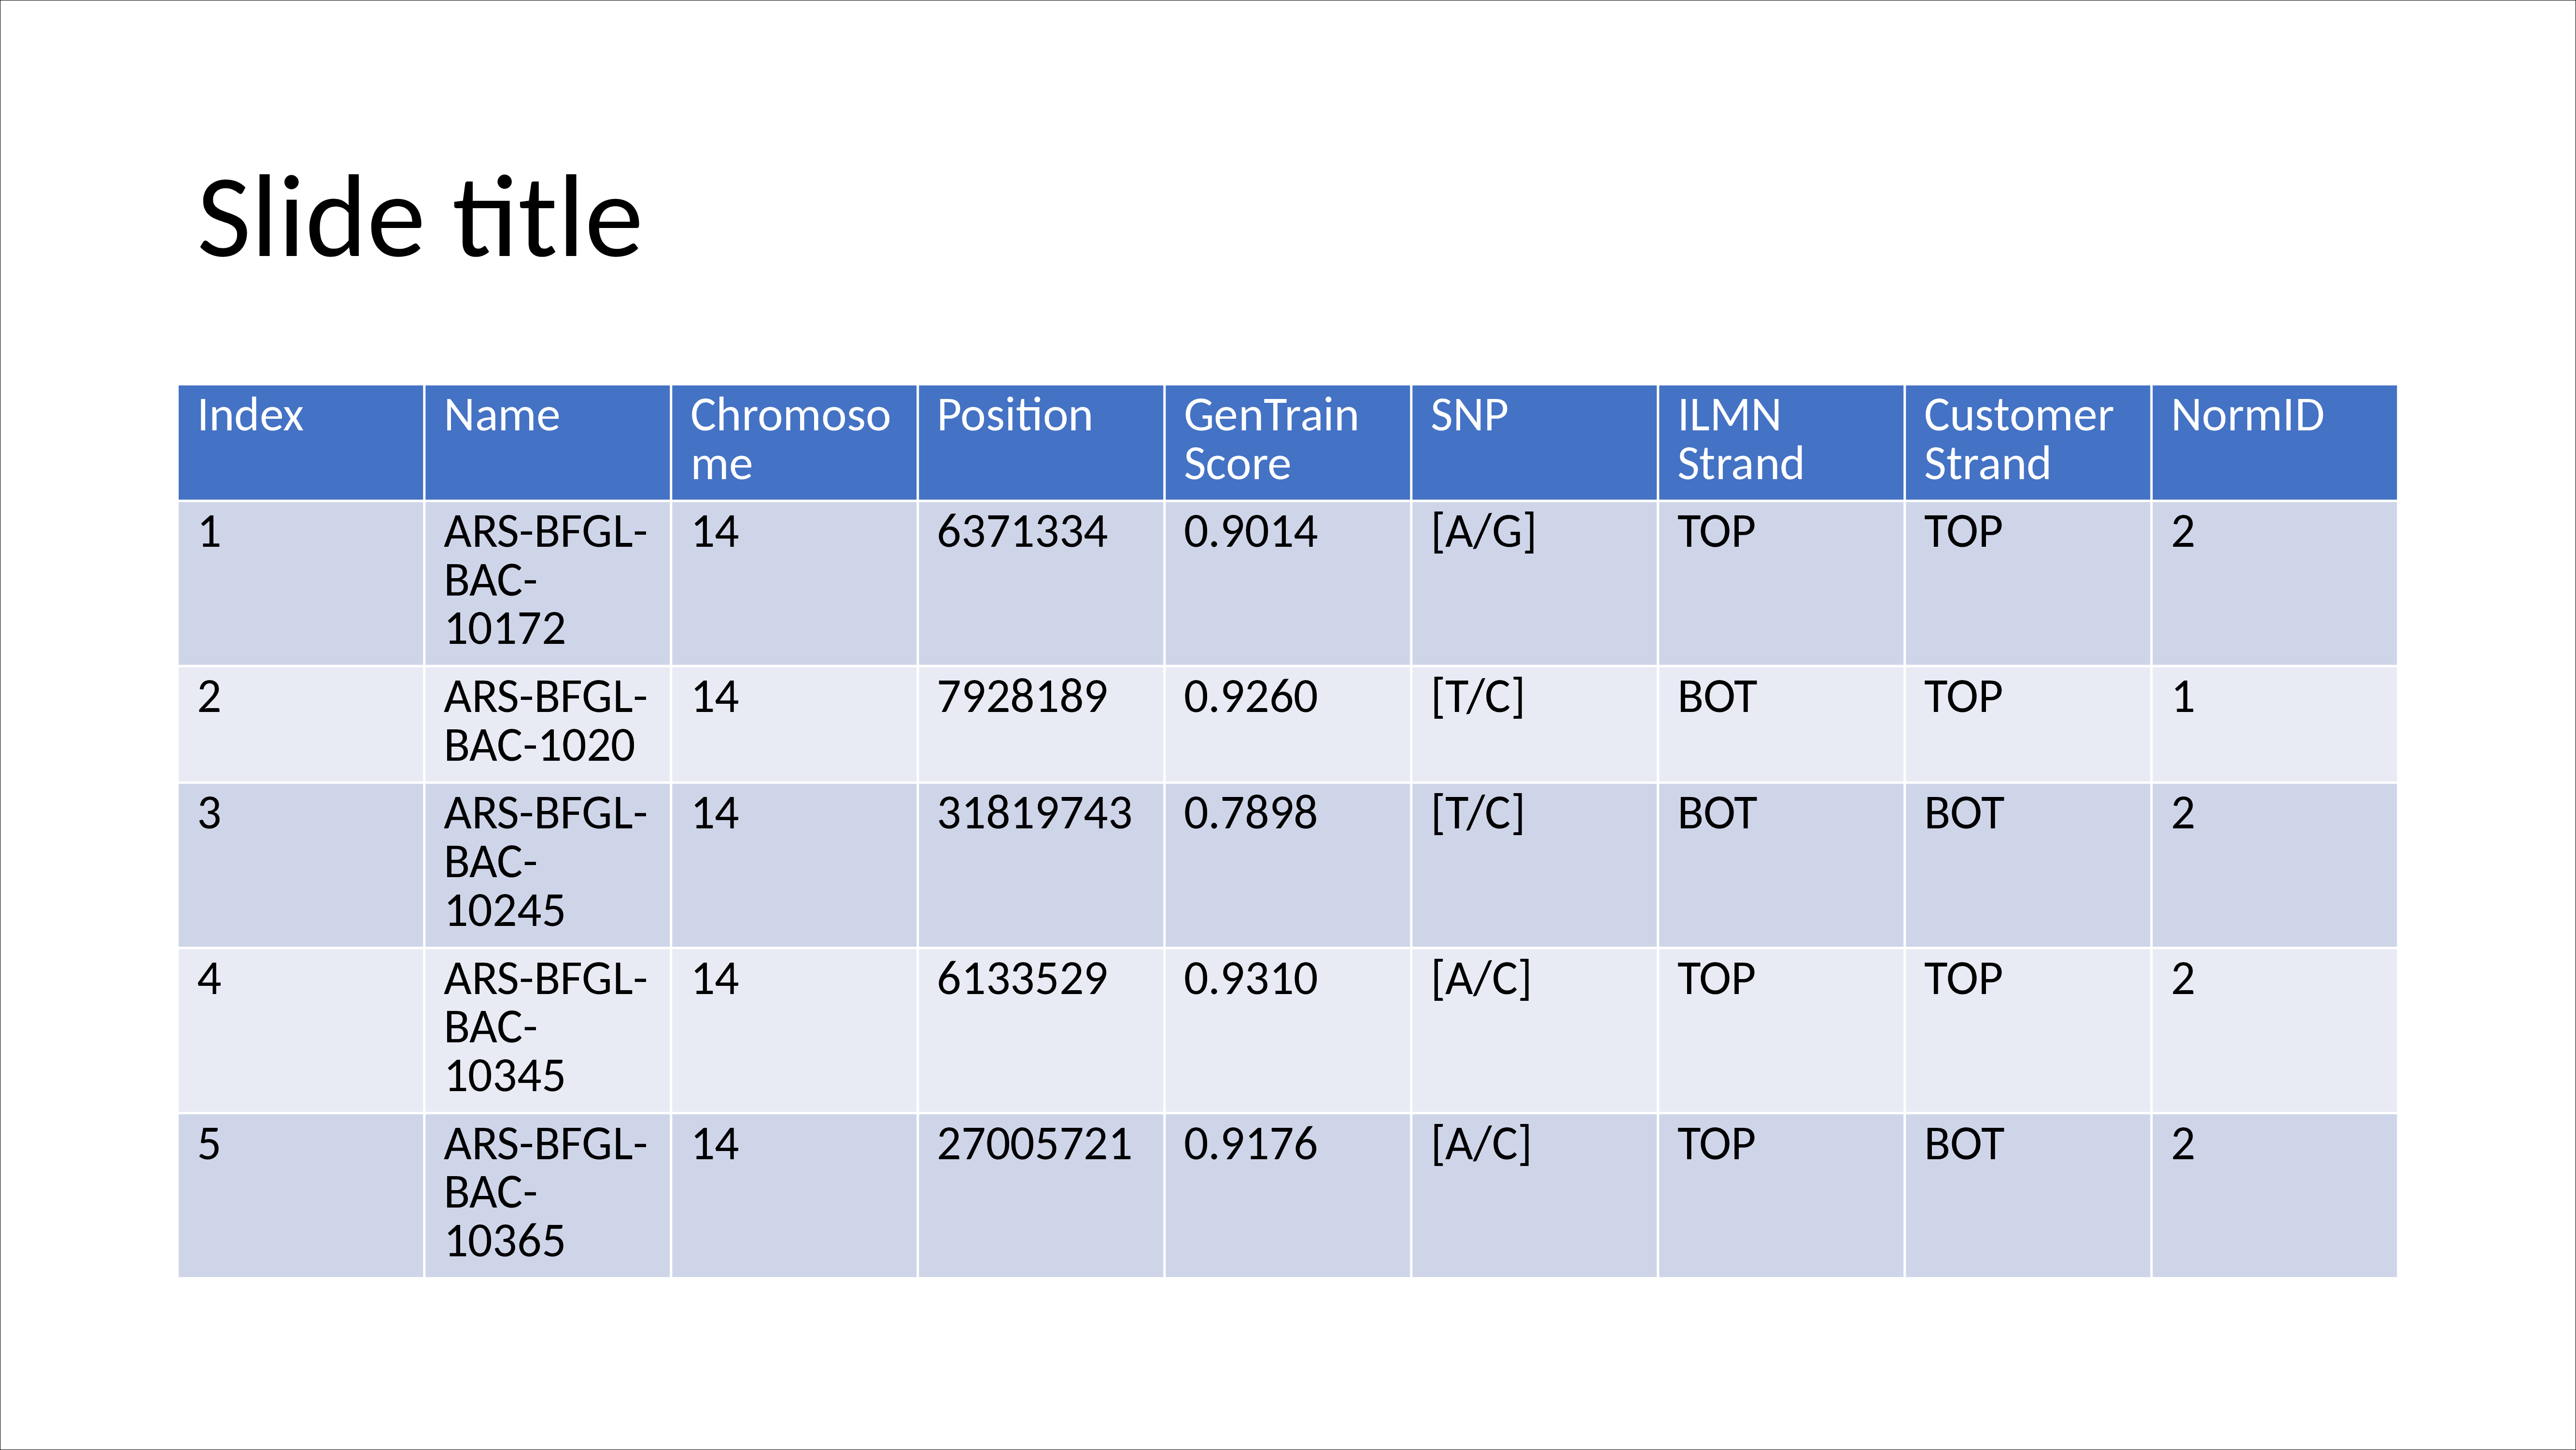 Slide title
Index Name Chromoso Position GenTrain SNP ILMN Customer NormID
me Score Strand Strand
1 ARS-BFGL- 14 6371334 0.9014 [A/G] TOP TOP 2
BAC-
10172
2 ARS-BFGL- 14 7928189 0.9260 [T/C] BOT TOP 1
BAC-1020
3 ARS-BFGL- 14 31819743 0.7898 [T/C] BOT BOT 2
BAC-
10245
4 ARS-BFGL- 14 6133529 0.9310 [A/C] TOP TOP 2
BAC-
10345
5 ARS-BFGL- 14 27005721 0.9176 [A/C] TOP BOT 2
BAC-
10365